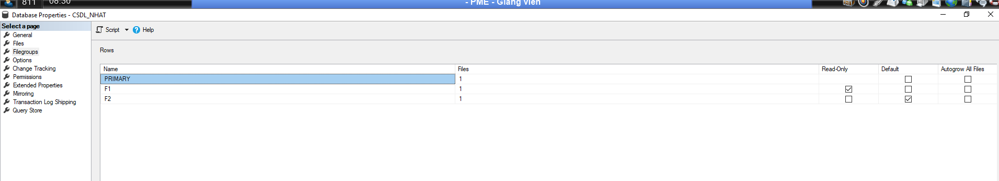 811 08:30 - PME - Giang vien
Database Properties - CSDL_NHAT
Select a page
General
Files
Filegroups
Options
Change Tracking
Permissions
Extended Properties
Mirroring
Transaction Log Shipping
Query Store
Script Help
Rows
Name Files Read-Only Default Autogrow All Files
PRIMARY 1
F1 1
F2 1